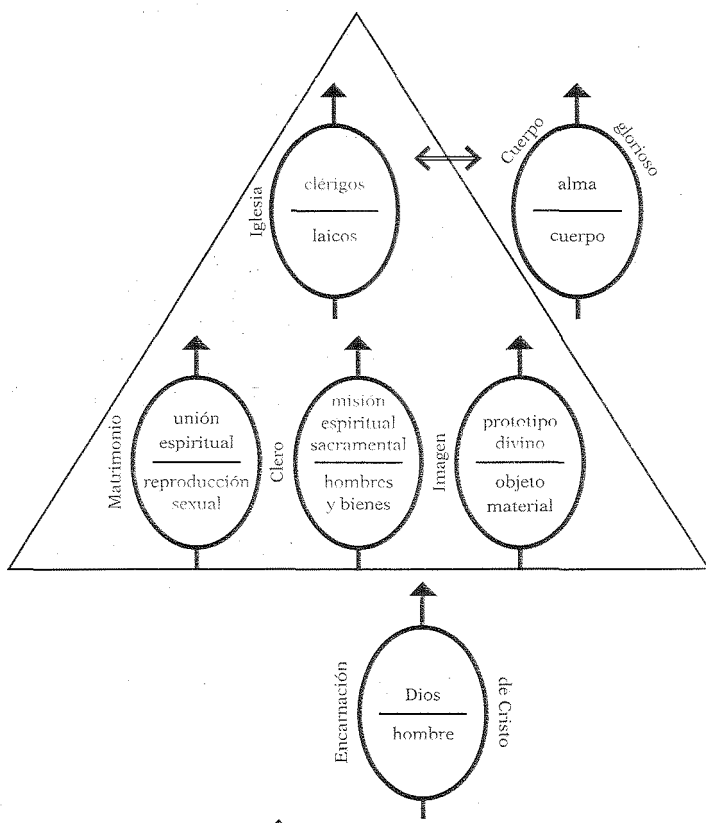 Iglesia
clérigos
laicos
Cuerpo
glorioso
alma
cuerpo
Matrimonio
unión
espiritual
reproducción
sexual
Clero
misión
espiritual
sacramental
hombres
y bienes
Imagen
prototipo
divino
objeto
material
Encarnación
Dios
hombre
de Cristo